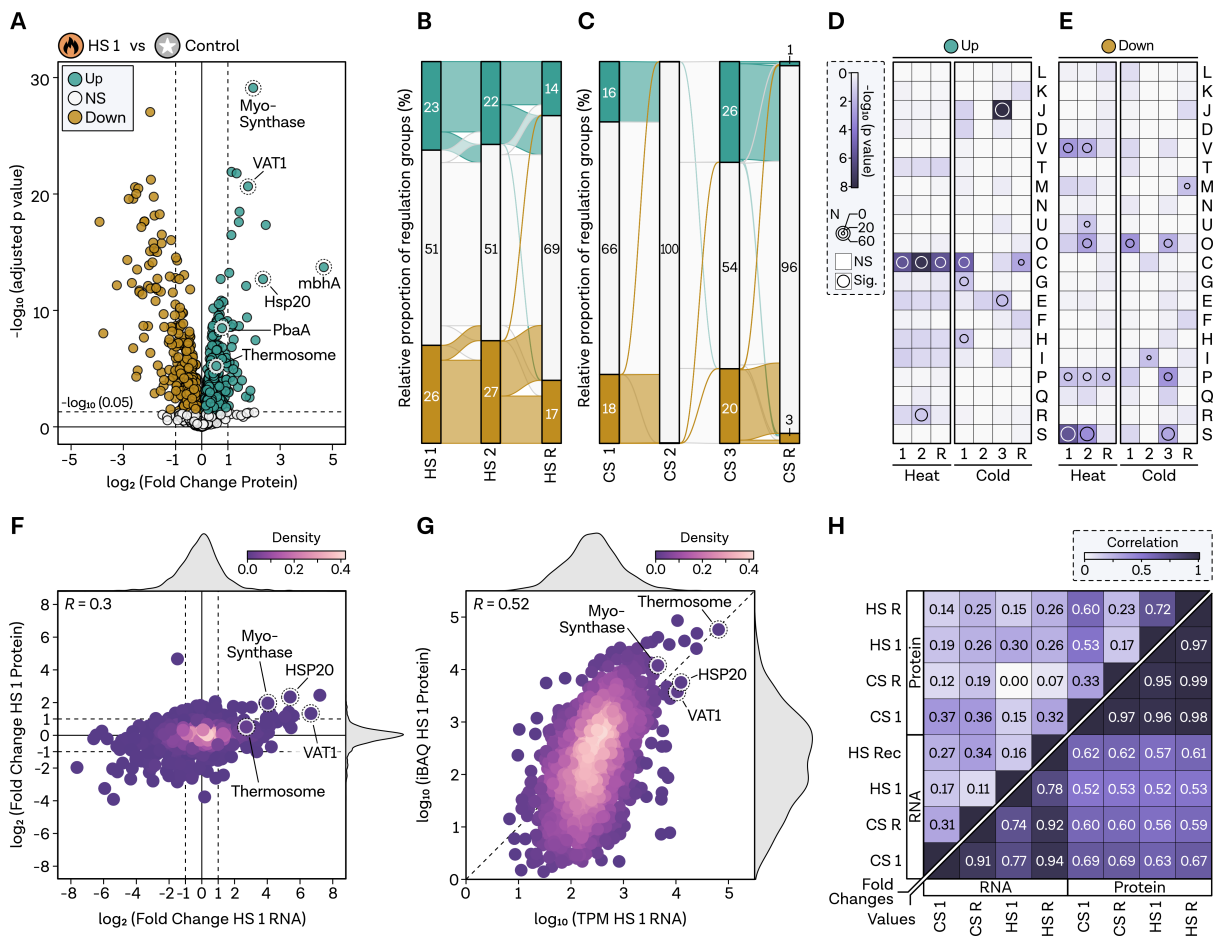 A
HS 1 vs Control
Up
NS
Down
Myo-
Synthase
VAT1
mbhA
Hsp20
PbaA
Thermosome
-log₁₀ (0.05)
-log₁₀ (adjusted p value)
30
20
10
0
-5 -3 -1 0 1 3 5
log₂ (Fold Change Protein)
B
Relative proportion of regulation groups (%)
23 22 14
51 51 69
26 27 17
HS 1 HS 2 HS R
C
Relative proportion of regulation groups (%)
1
16 26
66 100 54 96
18 20 3
CS 1 CS 2 CS 3 CS R
D
Up
0
2
4
6
8
-log₁₀ (p value)
N
0
20
60
NS
Sig.
1 2 R 1 2 3 R
Heat Cold
L
K
J
D
V
T
M
N
U
O
C
G
E
F
H
I
P
Q
R
S
E
Down
1 2 R 1 2 3 R
Heat Cold
L
K
J
D
V
T
M
N
U
O
C
G
E
F
H
I
P
Q
R
S
F
Density
0 0.2 0.4
R = 0.3
Myo-
Synthase
HSP20
VAT1
Thermosome
log₂ (Fold Change HS 1 Protein)
8
6
4
2
1
0
-1
-2
-4
-6
-8
-8 -6 -4 -2 -1 0 1 2 4 6 8
log₂ (Fold Change HS 1 RNA)
G
Density
0 0.2 0.4
R = 0.52
Thermosome
Myo-
Synthase
HSP20
VAT1
log₁₀ (iBAQ HS 1 Protein)
5
4
3
2
1
0
0 1 2 3 4 5
log₁₀ (TPM HS 1 RNA)
H
Correlation
0 0.5 1
Protein
RNA
HS R 0.14 0.25 0.15 0.26 0.60 0.23 0.72
HS 1 0.19 0.26 0.30 0.26 0.53 0.17 0.97
CS R 0.12 0.19 0.00 0.07 0.33 0.95 0.99
CS 1 0.37 0.36 0.15 0.32 0.97 0.96 0.98
HS Rec 0.27 0.34 0.16 0.62 0.62 0.57 0.61
HS 1 0.17 0.11 0.78 0.52 0.53 0.52 0.53
CS R 0.31 0.74 0.92 0.60 0.60 0.56 0.59
CS 1 0.91 0.77 0.94 0.69 0.69 0.63 0.67
Fold
Changes
Values
RNA Protein
CS 1 CS R HS 1 HS R CS 1 CS R HS 1 HS R